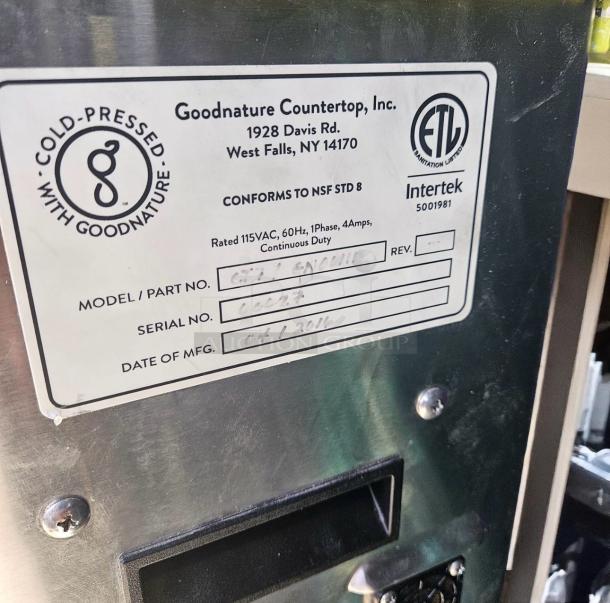 COLD-PRESSED
WITH GOODNATURE
Goodnature Countertop, Inc.
1928 Davis Rd.
West Falls, NY 14170
CONFORMS TO NSF STD 8
ETL
SANITATION LISTED
Intertek
5001981
Rated 115VAC, 60Hz, 1Phase, 4Amps,
Continuous Duty
MODEL / PART NO.
REV.
SERIAL NO.
DATE OF MFG.
AUCTION GROUP